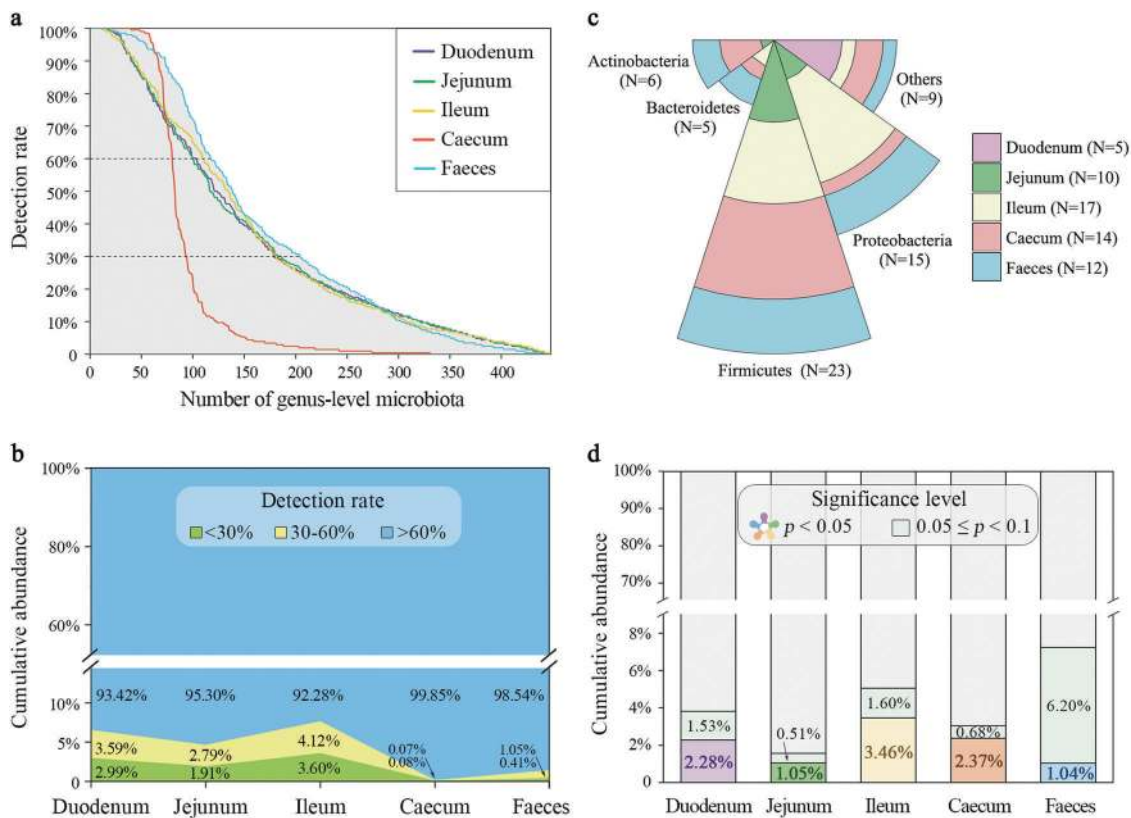 a
100%
90%
80%
70%
60%
50%
40%
30%
20%
10%
0
Detection rate
0 50 100 150 200 250 300 350 400
Number of genus-level microbiota
Duodenum
Jejunum
Ileum
Caecum
Faeces
c
Actinobacteria
(N=6)
Bacteroidetes
(N=5)
Others
(N=9)
Proteobacteria
(N=15)
Firmicutes (N=23)
Duodenum (N=5)
Jejunum (N=10)
Ileum (N=17)
Caecum (N=14)
Faeces (N=12)
b
100%
80%
60%
10%
5%
0
Cumulative abundance
Detection rate
<30% 30-60% >60%
93.42% 95.30% 92.28% 99.85% 98.54%
3.59% 2.79% 4.12% 0.07% 1.05%
2.99% 1.91% 3.60% 0.08% 0.41%
Duodenum Jejunum Ileum Caecum Faeces
d
100%
90%
80%
70%
8%
6%
4%
2%
0
Cumulative abundance
Significance level
p < 0.05 0.05 ≤ p < 0.1
1.53% 0.51% 1.60% 0.68% 6.20%
2.28% 1.05% 3.46% 2.37% 1.04%
Duodenum Jejunum Ileum Caecum Faeces